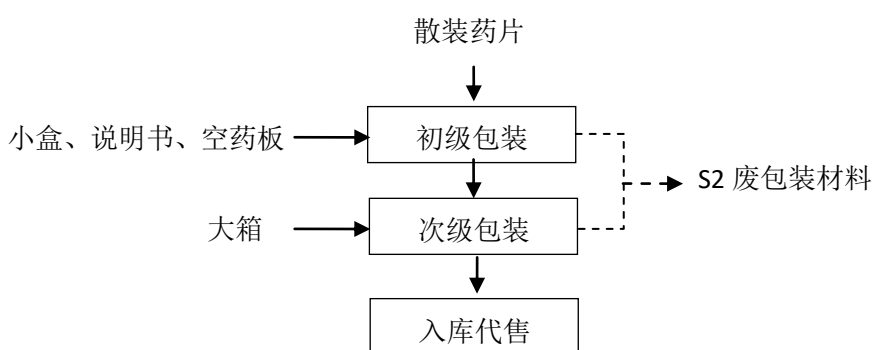 散装药片
小盒、说明书、空药板
初级包装
S2 废包装材料
大箱
次级包装
入库代售